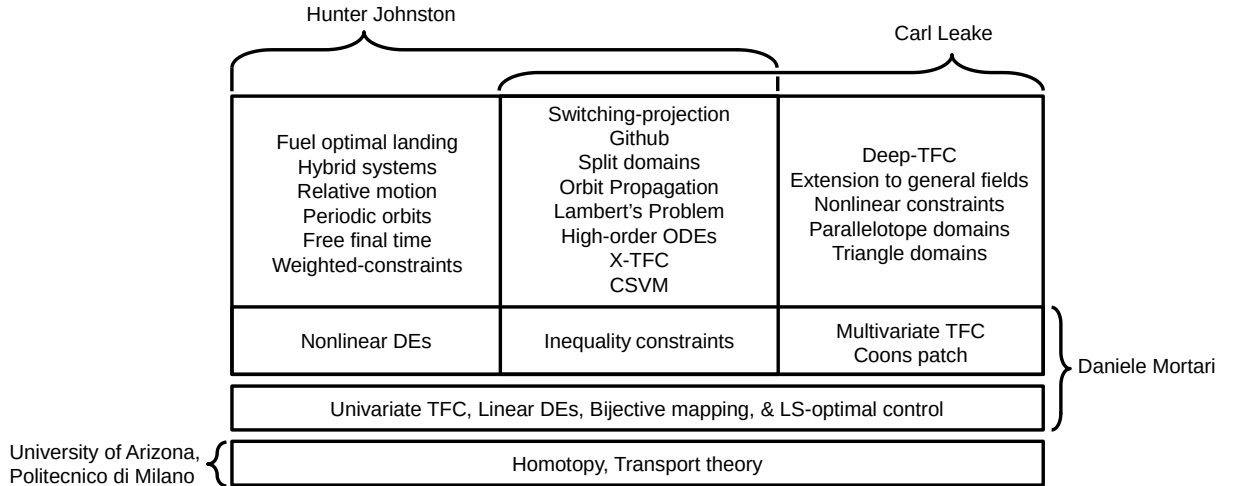 Hunter Johnston
Carl Leake
Fuel optimal landing
Hybrid systems
Relative motion
Periodic orbits
Free final time
Weighted-constraints
Switching-projection
Github
Split domains
Orbit Propagation
Lambert's Problem
High-order ODEs
X-TFC
CSVM
Deep-TFC
Extension to general fields
Nonlinear constraints
Parallelotope domains
Triangle domains
Nonlinear DEs
Inequality constraints
Multivariate TFC
Coons patch
Daniele Mortari
Univariate TFC, Linear DEs, Bijective mapping, & LS-optimal control
University of Arizona,
Politecnico di Milano
Homotopy, Transport theory